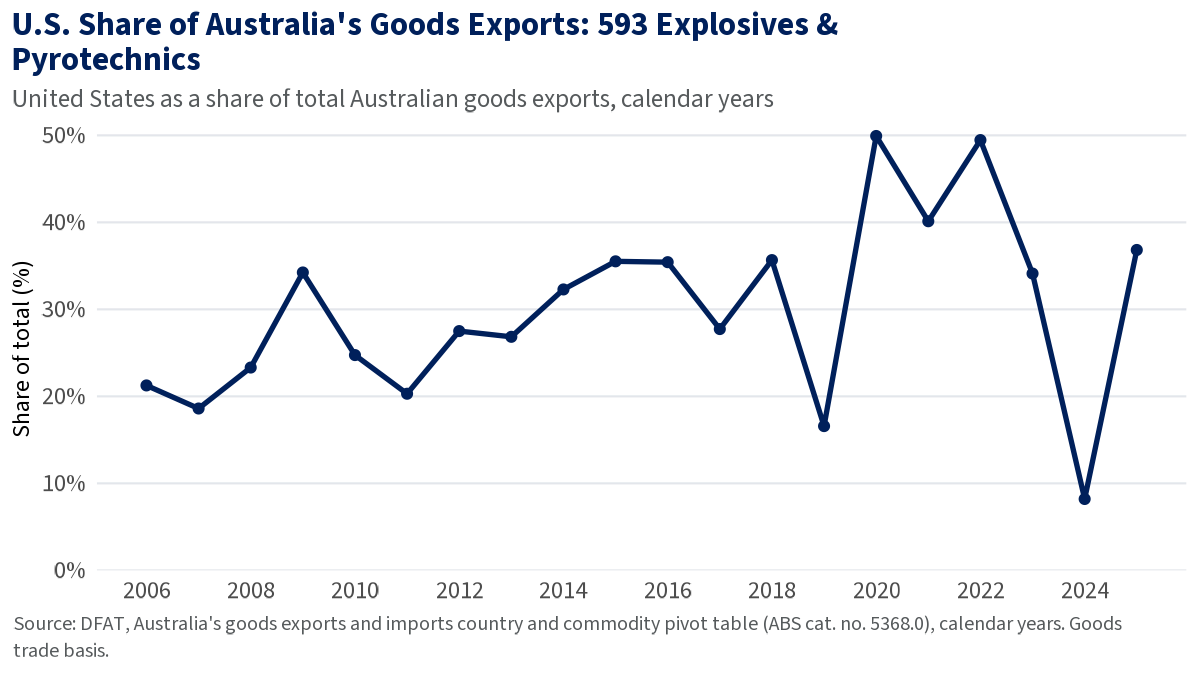 U.S. Share of Australia's Goods Exports: 593 Explosives &
Pyrotechnics
United States as a share of total Australian goods exports, calendar years
50%
40%
30%
20%
10%
0%
Share of total (%)
2006 2008 2010 2012 2014 2016 2018 2020 2022 2024
Source: DFAT, Australia's goods exports and imports country and commodity pivot table (ABS cat. no. 5368.0), calendar years. Goods
trade basis.